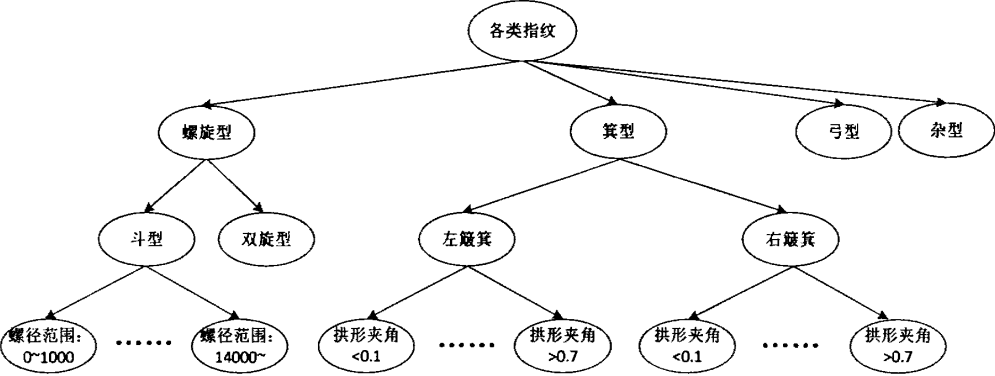 各类指纹
螺旋型
箕型
弓型
杂型
斗型
双旋型
左簸箕
右簸箕
螺径范围：
0~1000
……
螺径范围：
14000~
拱形夹角
<0.1
……
拱形夹角
>0.7
拱形夹角
<0.1
……
拱形夹角
>0.7